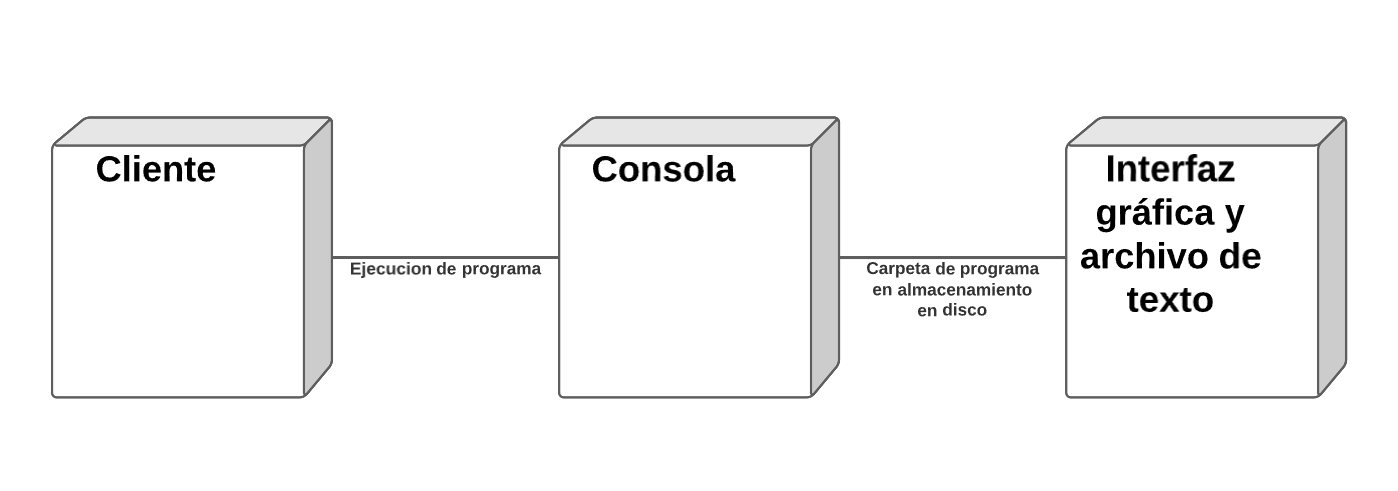 Cliente
Ejecucion de programa
Consola
Carpeta de programa
en almacenamiento
en disco
Interfaz
gráfica y
archivo de
texto